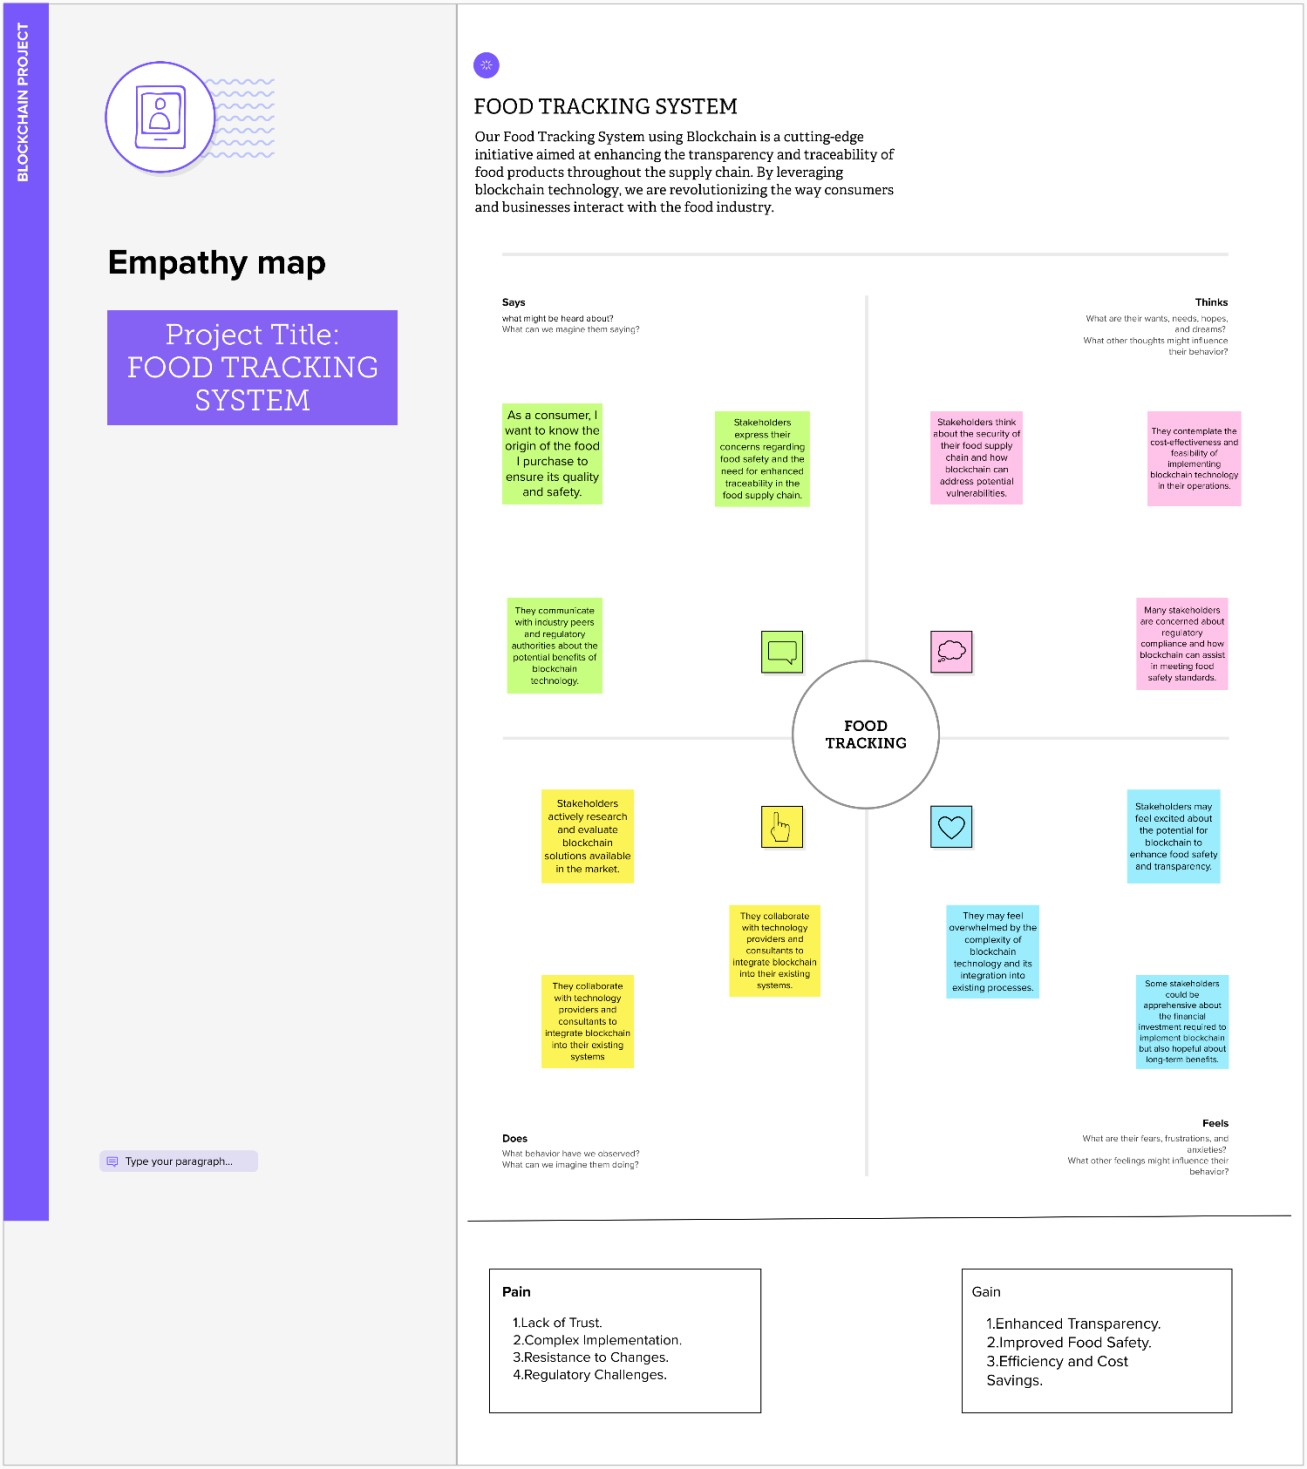 BLOCKCHAIN PROJECT
Empathy map
Project Title:
FOOD TRACKING
SYSTEM
Type your paragraph...
FOOD TRACKING SYSTEM
Our Food Tracking System using Blockchain is a cutting-edge
initiative aimed at enhancing the transparency and traceability of
food products throughout the supply chain. By leveraging
blockchain technology, we are revolutionizing the way consumers
and businesses interact with the food industry.
Says
what might be heard about?
What can we magine them saying?
Thinks
What are their wants, needs, hopes,
and dreams?
What other thoughts might influence
their behavior?
As a consumer, I
want to know the
origin of the food
I purchase to
ensure its quality
and safety.
Stakeholders
express their
concerns regarding
food safety and the
need for enhanced
traceability in the
food supply chain.
Stakeholders think
about the security of
their food supply
chain and how
blockchain can
address potential
vulnerabilities.
They contemplate the
cost-effectiveness and
feasibility of
implementing
blockchain technology
in their operations.
They communicate
with industry peers
and regulatory
authorities about the
potential benefits of
blockchain
technology.
Many stakeholders
are concerned about
regulatory
compliance and how
blockchain can assist
in meeting food
safety standards.
FOOD
TRACKING
Stakeholders
actively research
and evaluate
blockchain
solutions available
in the market.
Stakeholders may
feel excited about
the potential for
blockchain to
enhance food safety
and transparency.
They collaborate
with technology
providers and
consultants to
integrate blockchain
into their existing
systems.
They may feel
overwhelmed by the
complexity of
blockchain
technology and its
integration into
existing processes.
They collaborate
with technology
providers and
consultants to
integrate blockchain
into their existing
systems
Some stakeholders
could be
apprehensive about
the financial
investment required to
implement blockchain
but also hopeful about
long-term benefits.
Does
What behavior have we observed?
What can we imagine them doing?
Feels
What are their fears, frustrations, and
anxieties?
What other feelings might influence their
behavior?
Pain
1.Lack of Trust.
2.Complex Implementation.
3.Resistance to Changes.
4.Regulatory Challenges.
Gain
1.Enhanced Transparency.
2.Improved Food Safety.
3.Efficiency and Cost
Savings.